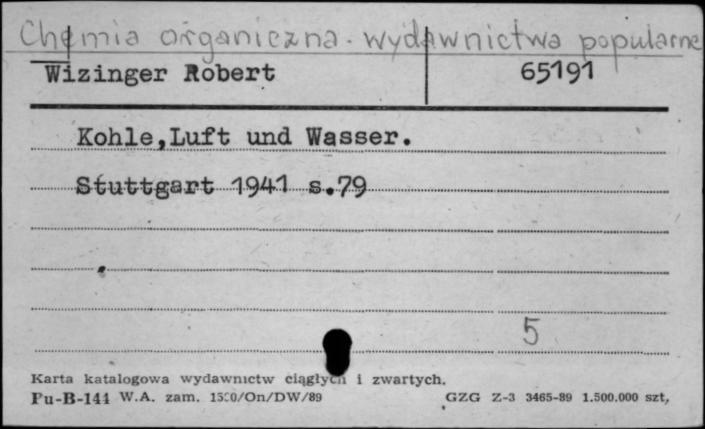 Chemia organiczna - wydawnictwa popularne
Wizinger Robert 65191
Kohle,Luft und Wasser.
Stuttgart 1941 s.79
5
Karta katalogowa wydawnictw ciągłych i zwartych.
Pu-B-144 W.A. zam. /On/DW/89 GZG Z-3 3465-89 1.500.000 szt,